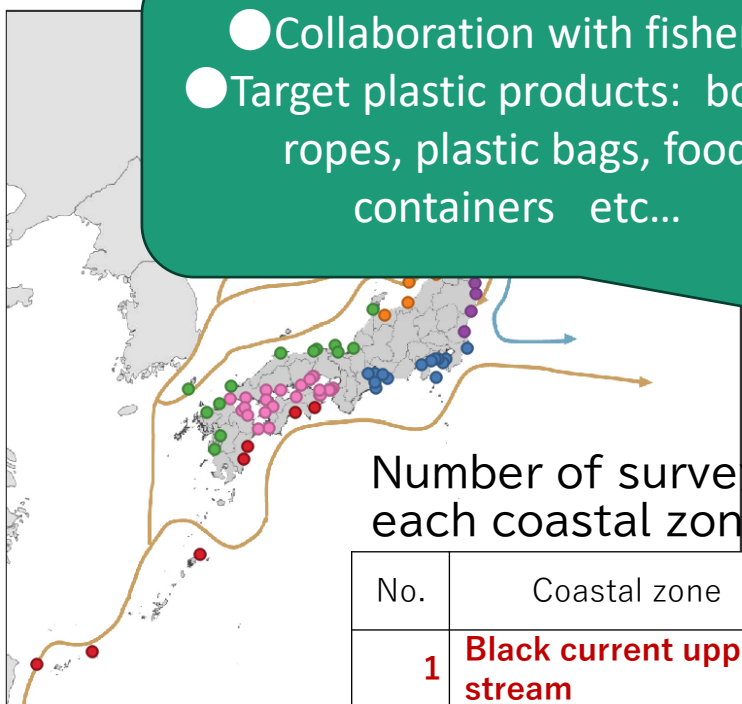 ●Collaboration with fishe
●Target plastic products: bo
ropes, plastic bags, food
containers etc…
Number of surve
each coastal zon
No. Coastal zone
1 Black current upp
stream